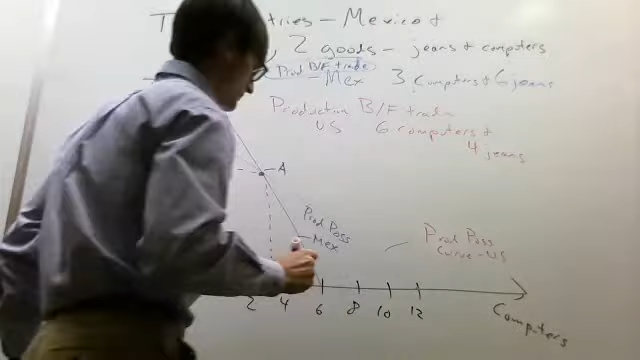 T ries - Mexico +
2 goods - jeans + computers
Prod B/F trade
- Mex 3 Computers + 6 jeans
Production B/F trade
US 6 computers +
4 jeans
A
Prod Poss
- Mex
Prod Poss
Curve - US
2 4 6 8 10 12
Computers